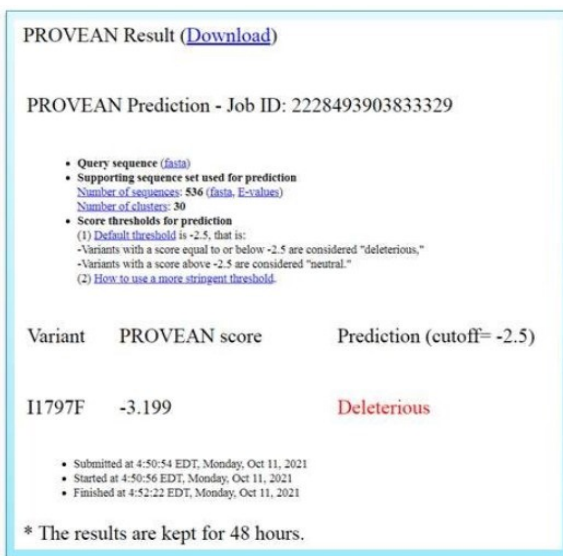 PROVEAN Result (Download)
PROVEAN Prediction - Job ID: 2228493903833329
• Query sequence (fasta)
• Supporting sequence set used for prediction
Number of sequences: 536 (fasta, E-values)
Number of clusters: 30
• Score thresholds for prediction
(1) Default threshold is -2.5, that is:
-Variants with a score equal to or below -2.5 are considered "deleterious,"
-Variants with a score above -2.5 are considered "neutral."
(2) How to use a more stringent threshold.
Variant PROVEAN score Prediction (cutoff= -2.5)
I1797F -3.199 Deleterious
• Submitted at 4:50:54 EDT, Monday, Oct 11, 2021
• Started at 4:50:56 EDT, Monday, Oct 11, 2021
• Finished at 4:52:22 EDT, Monday, Oct 11, 2021
* The results are kept for 48 hours.